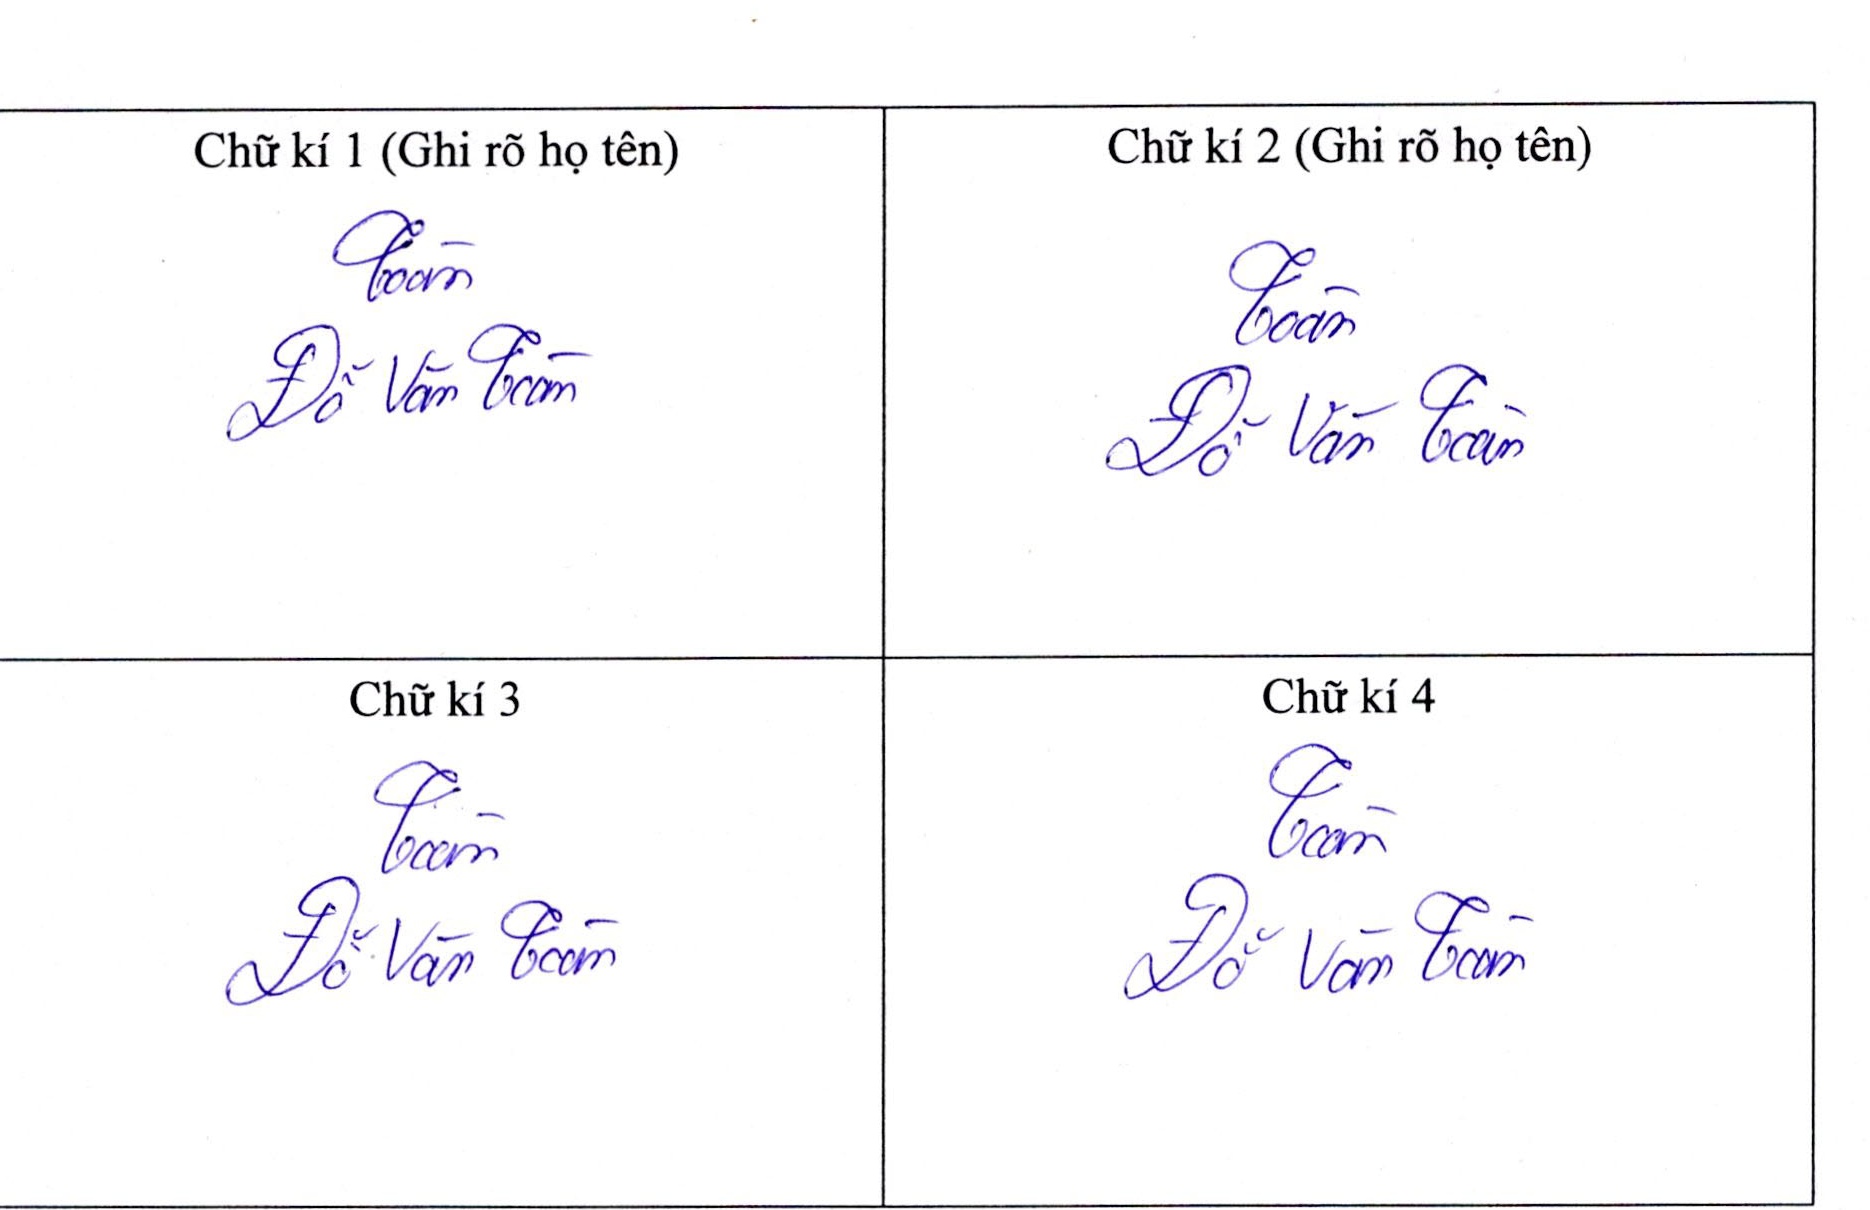 Chữ kí 1 (Ghi rõ họ tên)
Toàn
Đỗ Văn Toàn
Chữ kí 2 (Ghi rõ họ tên)
Toàn
Đỗ Văn Toàn
Chữ kí 3
Toàn
Đỗ Văn Toàn
Chữ kí 4
Toàn
Đỗ Văn Toàn